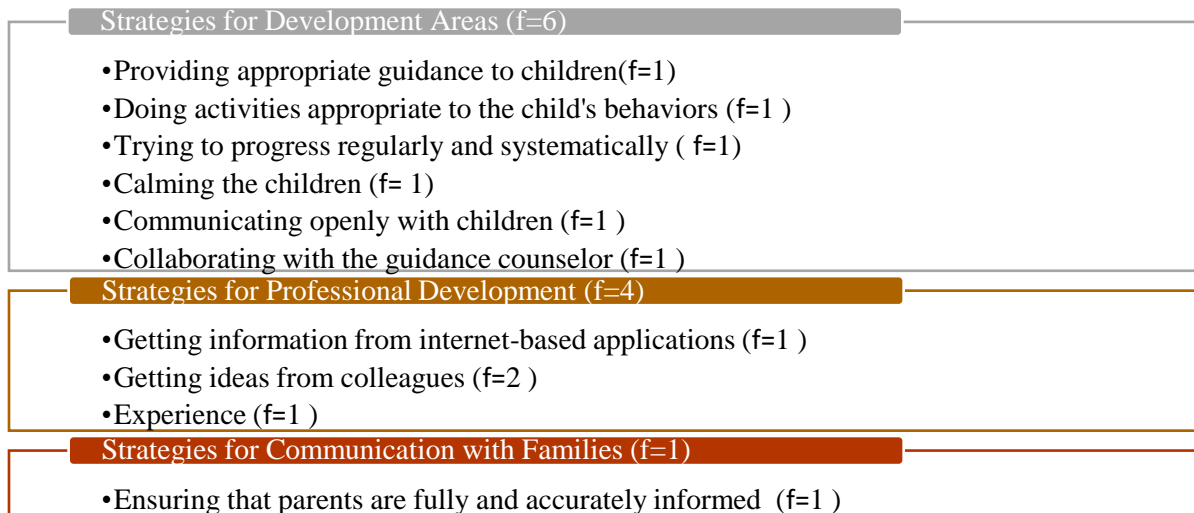 Strategies for Development Areas (f=6)
•Providing appropriate guidance to children(f=1)
•Doing activities appropriate to the child's behaviors (f=1 )
•Trying to progress regularly and systematically ( f=1)
•Calming the children (f= 1)
•Communicating openly with children (f=1 )
•Collaborating with the guidance counselor (f=1 )
Strategies for Professional Development (f=4)
•Getting information from internet-based applications (f=1 )
•Getting ideas from colleagues (f=2 )
•Experience (f=1 )
Strategies for Communication with Families (f=1)
•Ensuring that parents are fully and accurately informed  (f=1 )